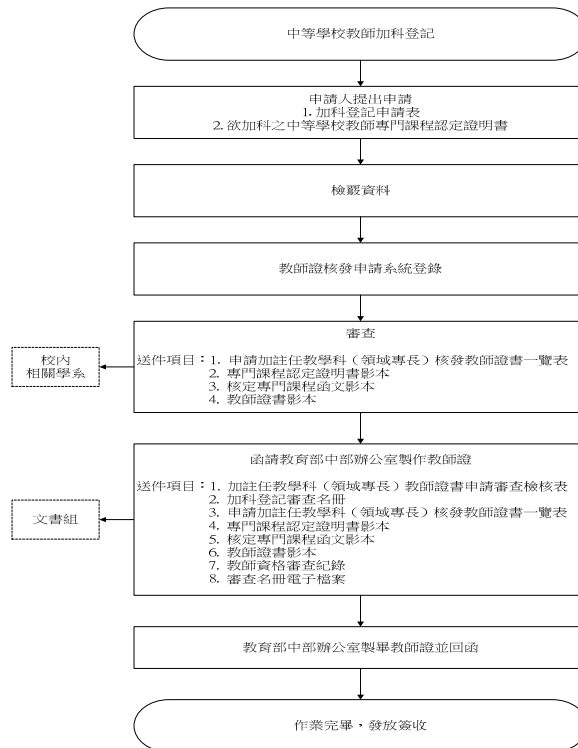 中等學校教師加科登記
申請人提出申請
1. 加科登記申請表
2. 欲加科之中等學校教師專門課程認定證明書
檢覈資料
教師證核發申請系統登錄
審查
送件項目：1. 申請加註任教學科（領域專長）核發教師證書一覽表
2. 專門課程認定證明書影本
3. 核定專門課程函文影本
4. 教師證書影本
校內
相關學系
函請教育部中部辦公室製作教師證
送件項目：1. 加註任教學科（領域專長）教師證書申請審查檢核表
2. 加科登記審查名冊
3. 申請加註任教學科（領域專長）核發教師證書一覽表
4. 專門課程認定證明書影本
5. 核定專門課程函文影本
6. 教師證書影本
7. 教師資格審查紀錄
8. 審查名冊電子檔案
文書組
教育部中部辦公室製畢教師證並回函
作業完畢，發放簽收